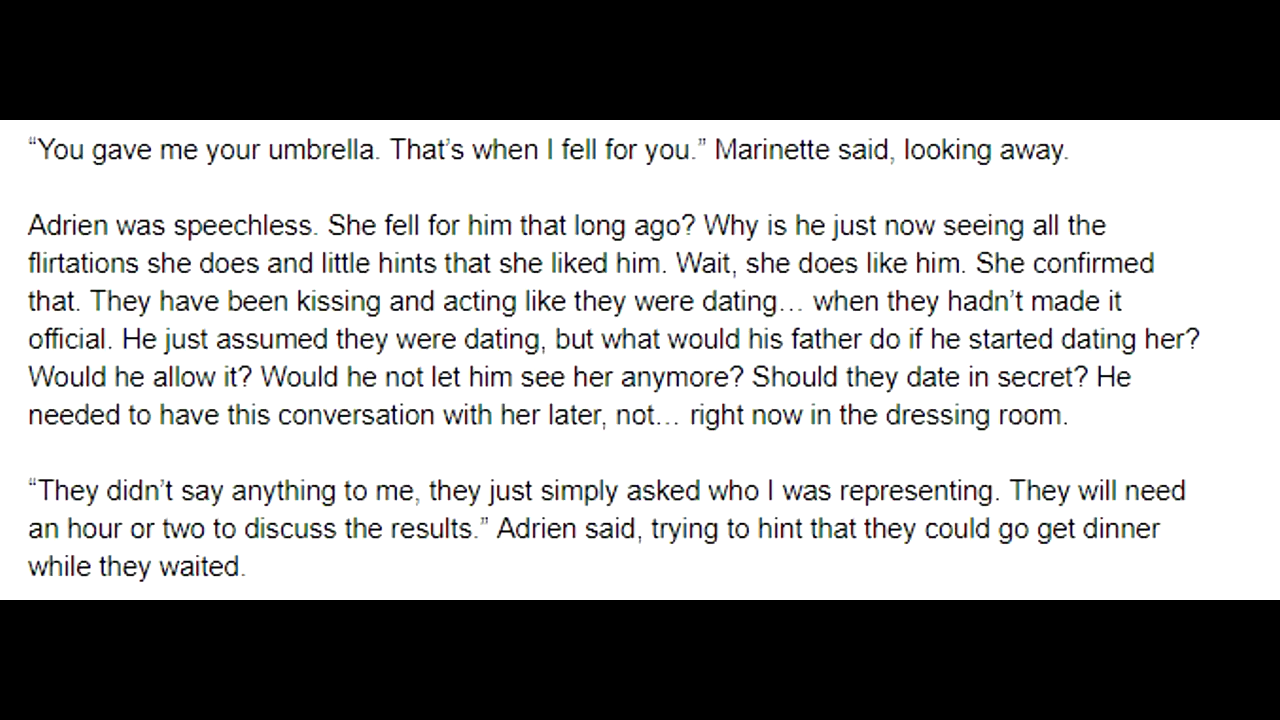 “You gave me your umbrella. That’s when I fell for you.” Marinette said, looking away.
Adrien was speechless. She fell for him that long ago? Why is he just now seeing all the
flirtations she does and little hints that she liked him. Wait, she does like him. She confirmed
that. They have been kissing and acting like they were dating… when they hadn’t made it
official. He just assumed they were dating, but what would his father do if he started dating her?
Would he allow it? Would he not let him see her anymore? Should they date in secret? He
needed to have this conversation with her later, not… right now in the dressing room.
“They didn’t say anything to me, they just simply asked who I was representing. They will need
an hour or two to discuss the results.” Adrien said, trying to hint that they could go get dinner
while they waited.